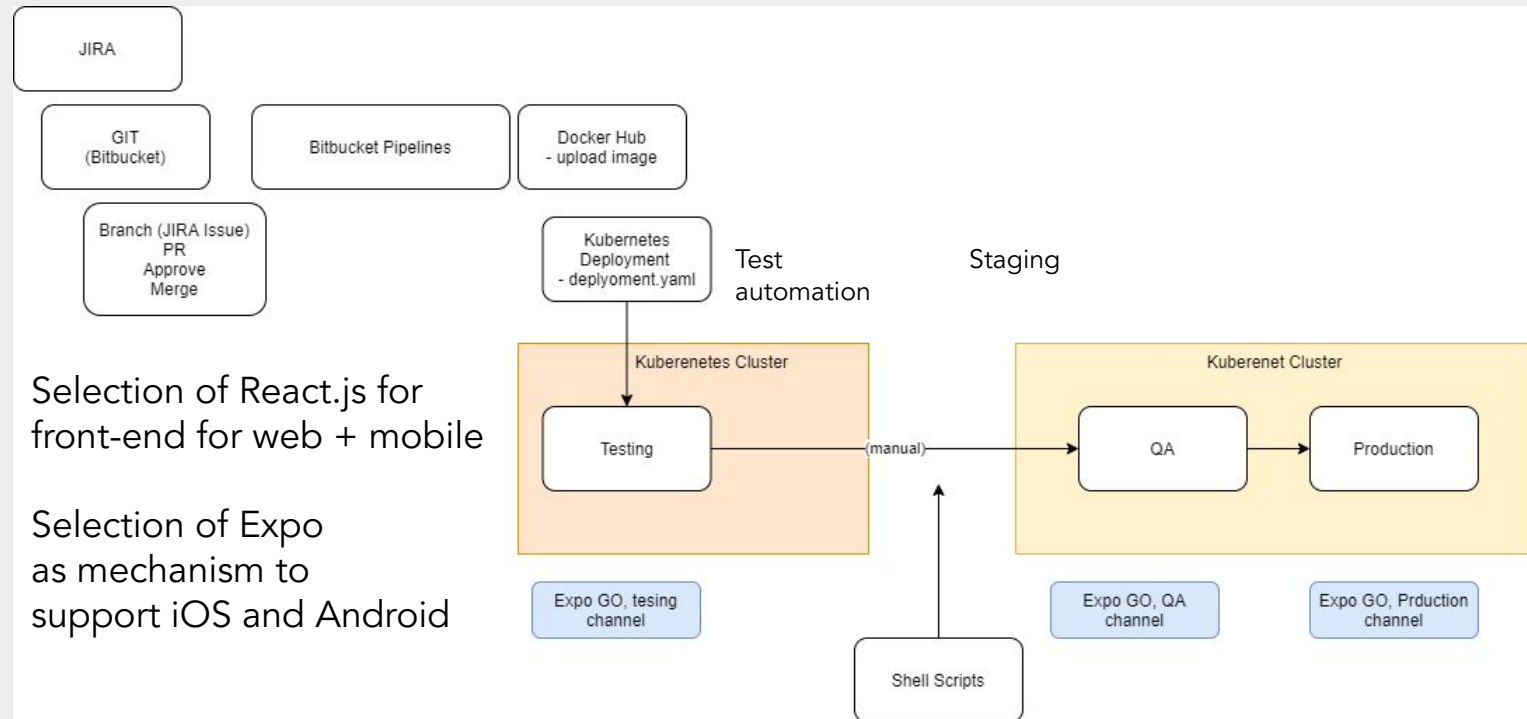 JIRA
GIT
(Bitbucket)
Bitbucket Pipelines
Docker Hub
- upload image
Branch (JIRA Issue)
PR
Approve
Merge
Kubernetes
Deployment
- deplyoment.yaml
Test
automation
Staging
Selection of React.js for
front-end for web + mobile
Selection of Expo
as mechanism to
support iOS and Android
Kuberenetes Cluster
Testing
(manual)
Kuberenet Cluster
QA
Production
Expo GO, tesing
channel
Expo GO, QA
channel
Expo GO, Prduction
channel
Shell Scripts